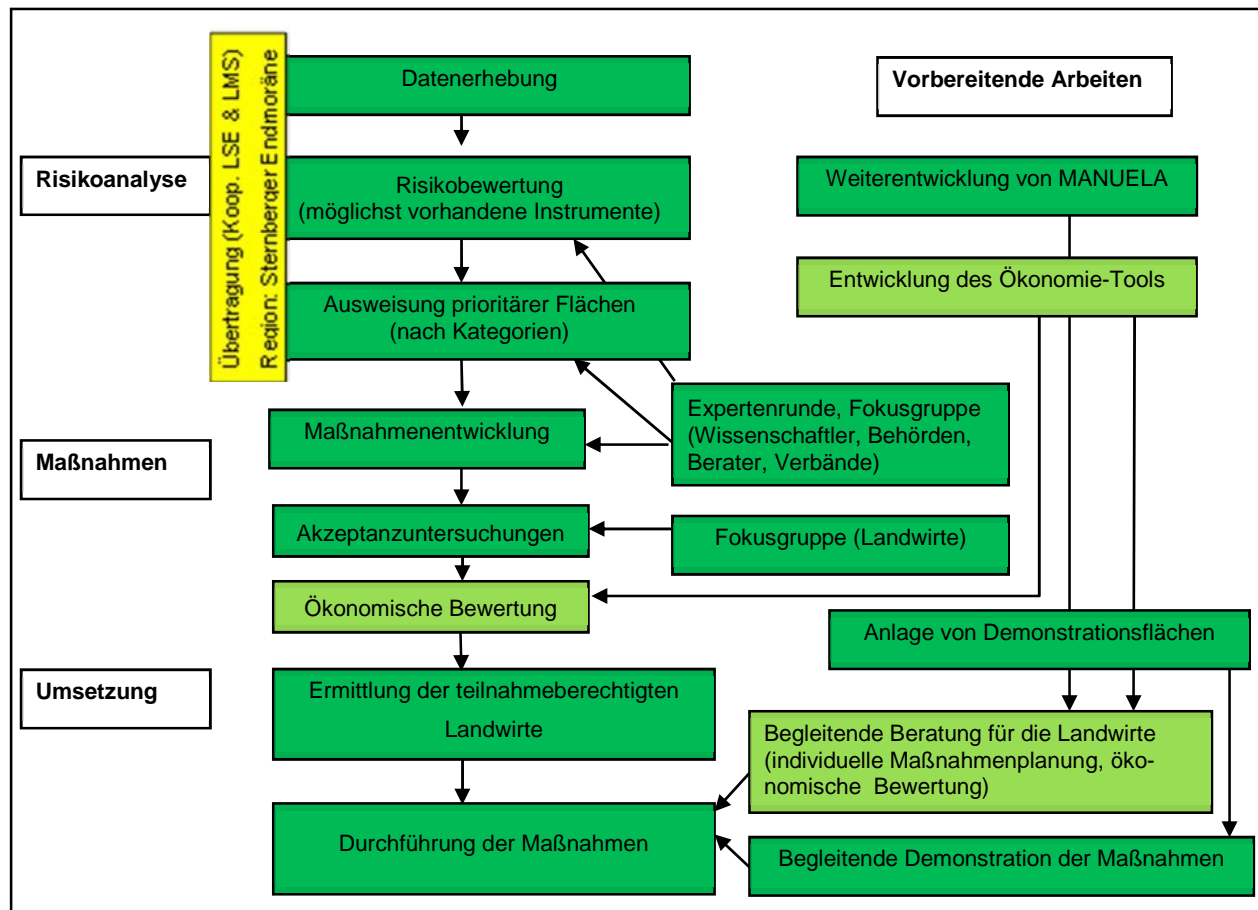 Übertragung (Koop. LSE & LMS)
Region: Sternberger Endmoräne
Datenerhebung
Vorbereitende Arbeiten
Risikoanalyse
Risikobewertung
(möglichst vorhandene Instrumente)
Weiterentwicklung von MANUELA
Entwicklung des Ökonomie-Tools
Ausweisung prioritärer Flächen
(nach Kategorien)
Expertenrunde, Fokusgruppe
(Wissenschaftler, Behörden,
Berater, Verbände)
Maßnahmenentwicklung
Maßnahmen
Akzeptanzuntersuchungen
Fokusgruppe (Landwirte)
Ökonomische Bewertung
Anlage von Demonstrationsflächen
Umsetzung
Ermittlung der teilnahmeberechtigten
Landwirte
Begleitende Beratung für die Landwirte
(individuelle Maßnahmenplanung, öko-
nomische Bewertung)
Durchführung der Maßnahmen
Begleitende Demonstration der Maßnahmen